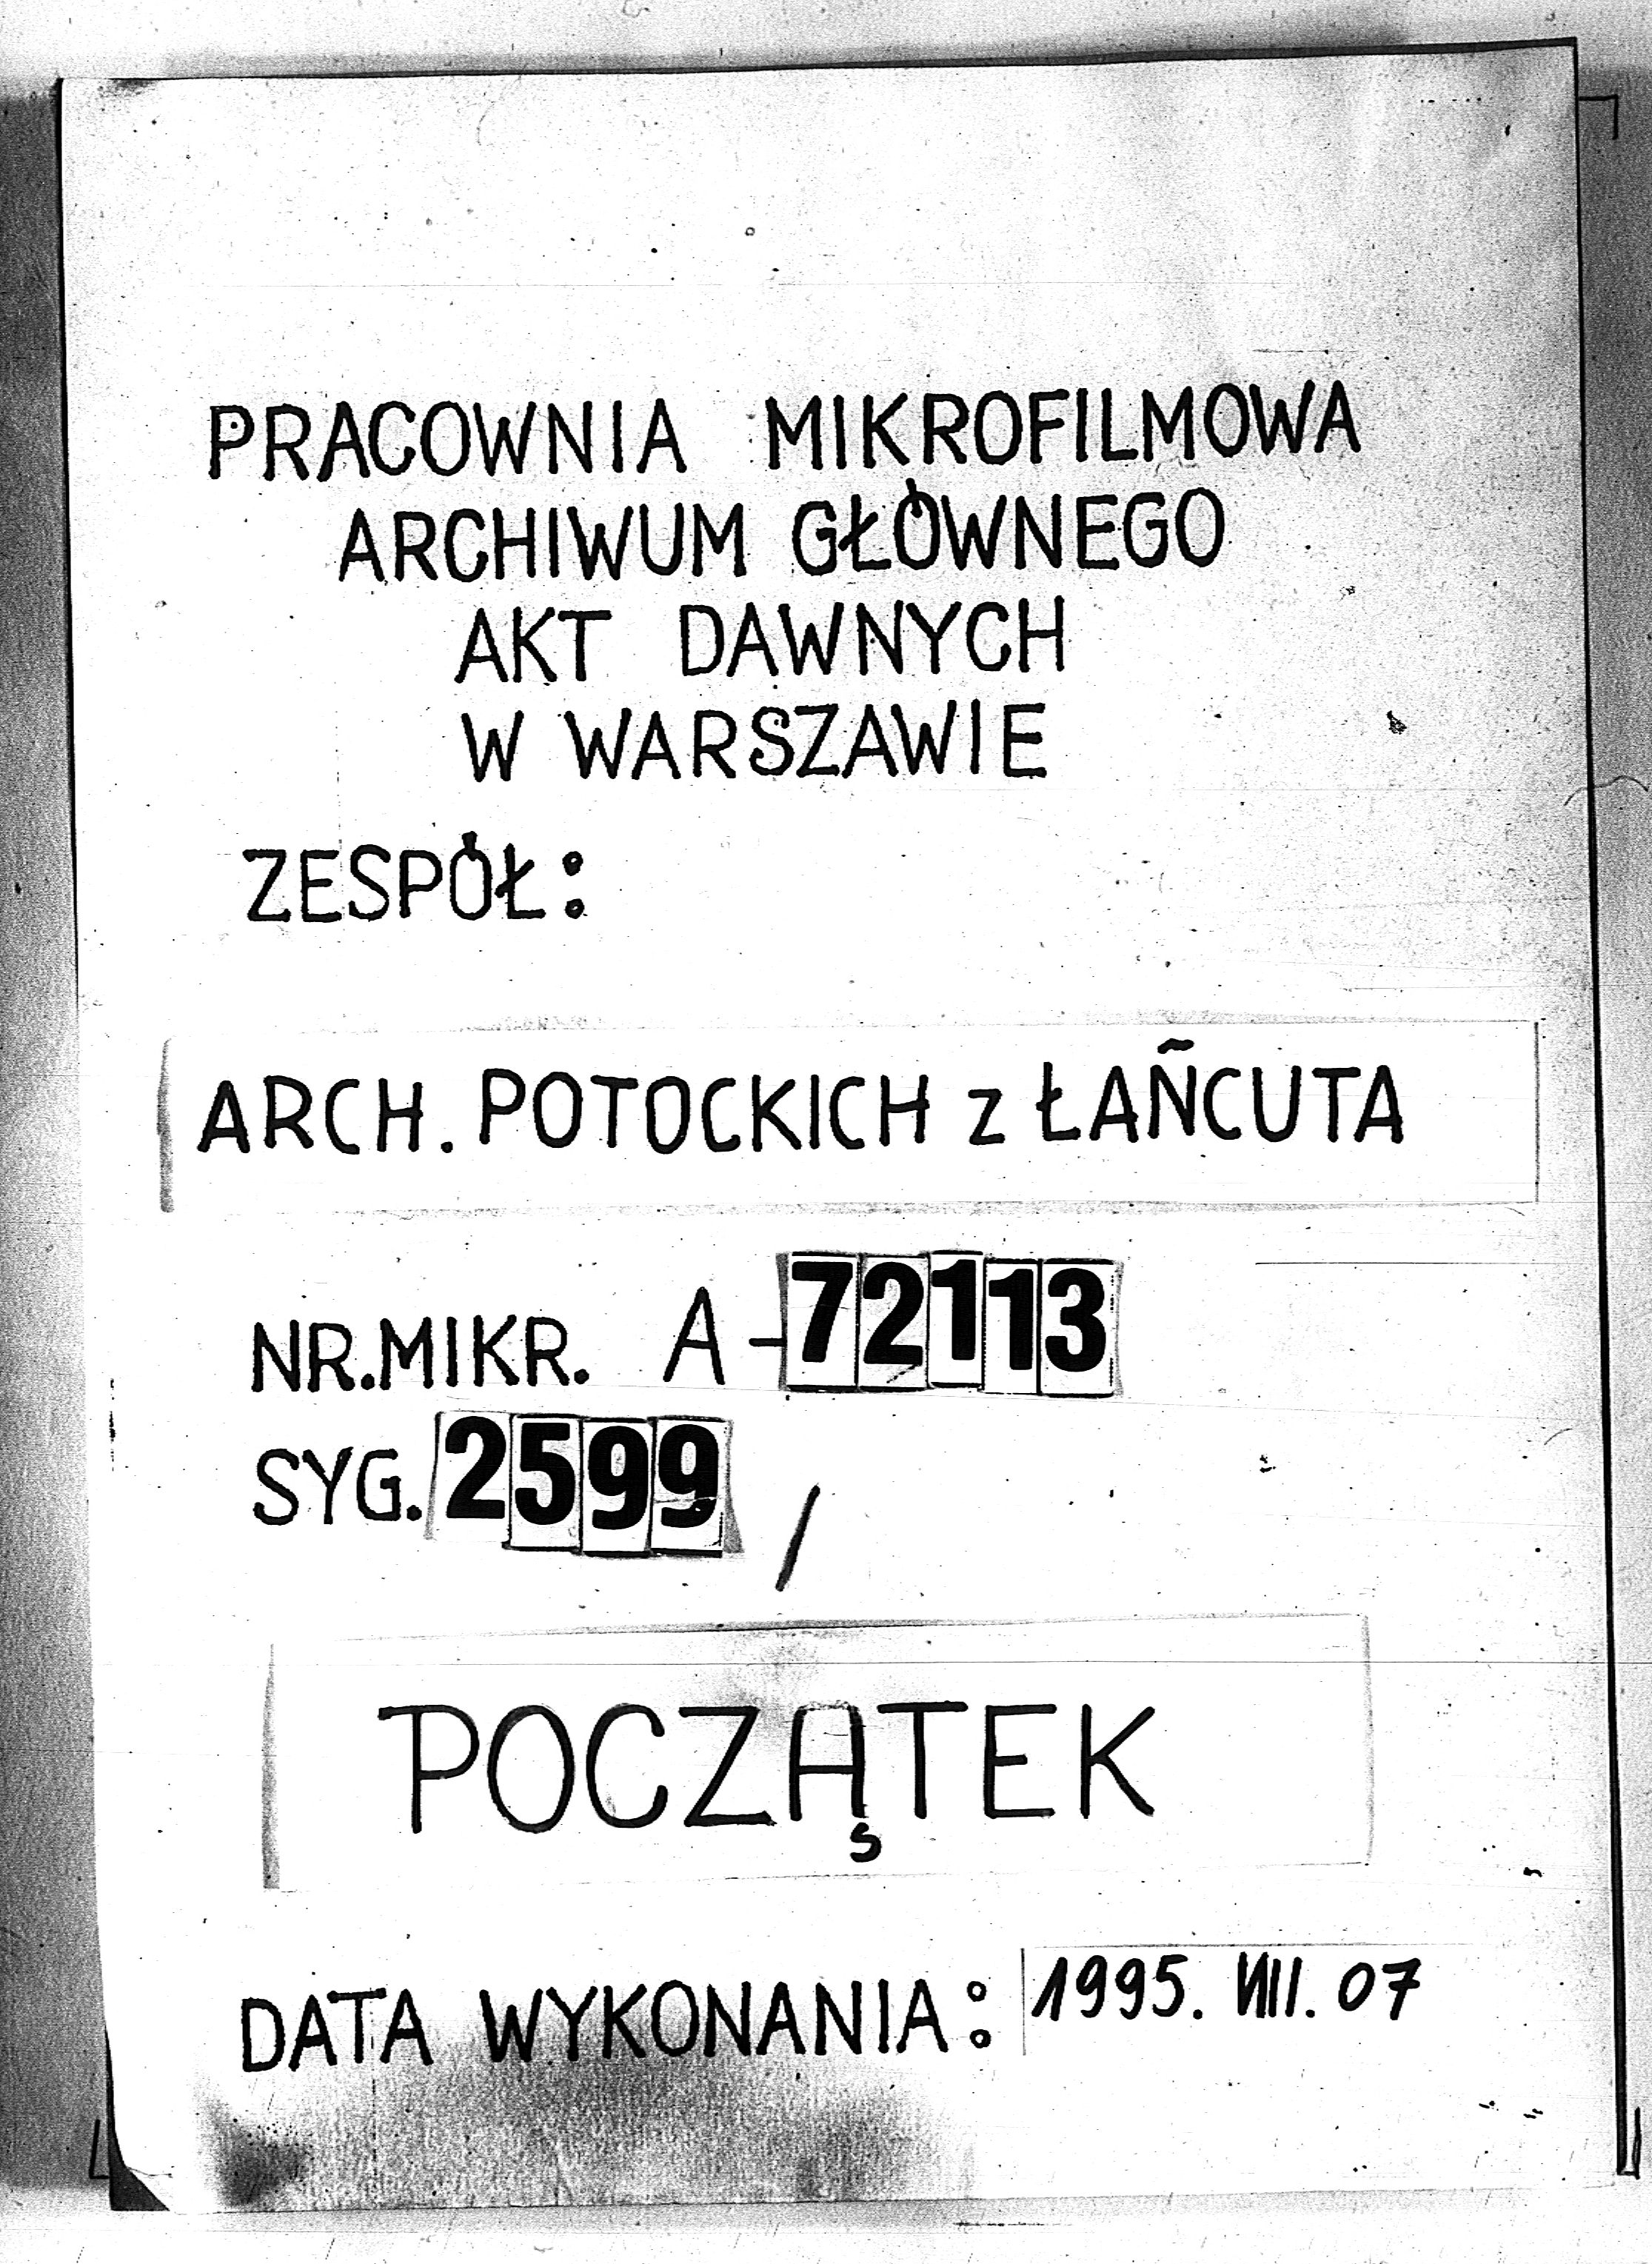 PRACOWNIA MIKROFILMOWA
ARCHIWUM GŁÓWNEGO
AKT DAWNYCH
W WARSZAWIE
ZESPÓŁ:
ARCH. POTOCKICH z ŁAŃCUTA
NR.MIKR. A-72113
SYG. 2599 /
POCZĄTEK
DATA WYKONANIA: 1995. VIII. 07